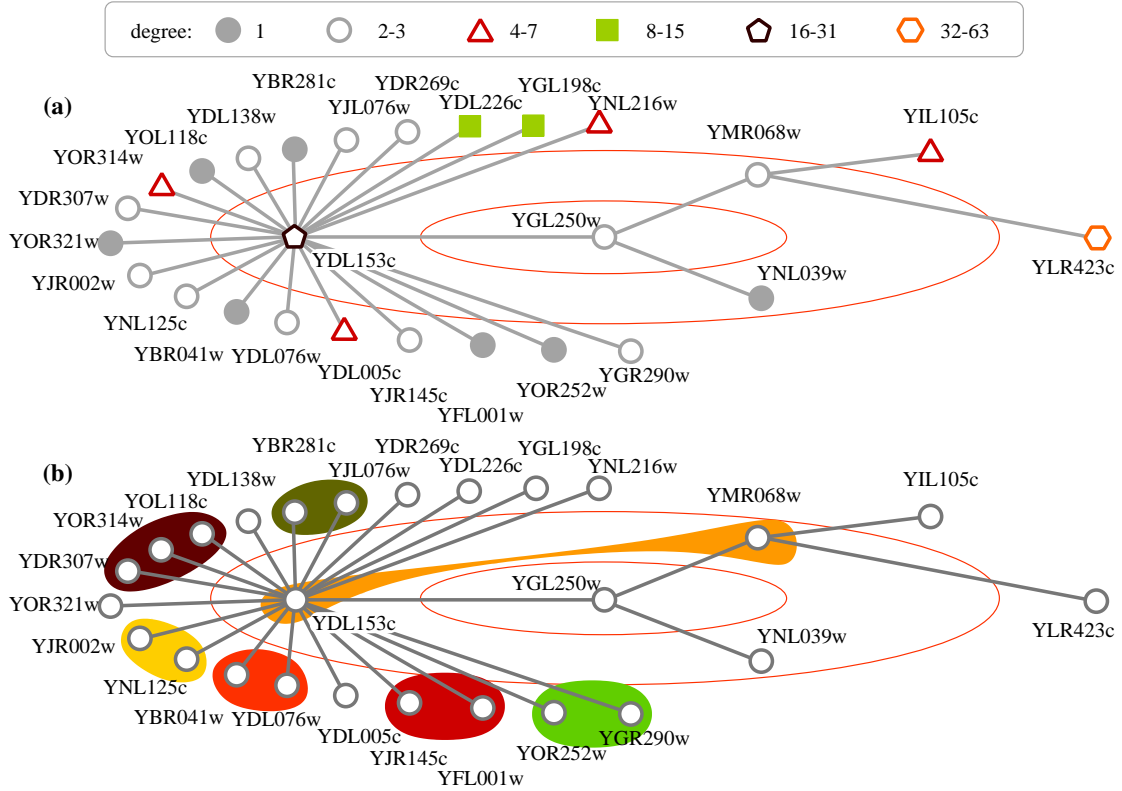 degree: 1 2-3 4-7 8-15 16-31 32-63
(a)
YBR281c
YDR269c
YGL198c
YJL076w
YDL226c
YNL216w
YDL138w
YMR068w
YIL105c
YOL118c
YOR314w
YDR307w
YGL250w
YOR321w
YDL153c
YJR002w
YNL039w
YLR423c
YNL125c
YBR041w
YDL076w
YDL005c
YGR290w
YJR145c
YOR252w
YFL001w
(b)
YBR281c
YDR269c
YGL198c
YJL076w
YDL226c
YNL216w
YDL138w
YMR068w
YIL105c
YOL118c
YOR314w
YDR307w
YGL250w
YOR321w
YDL153c
YJR002w
YNL039w
YLR423c
YNL125c
YBR041w
YDL076w
YDL005c
YGR290w
YJR145c
YOR252w
YFL001w